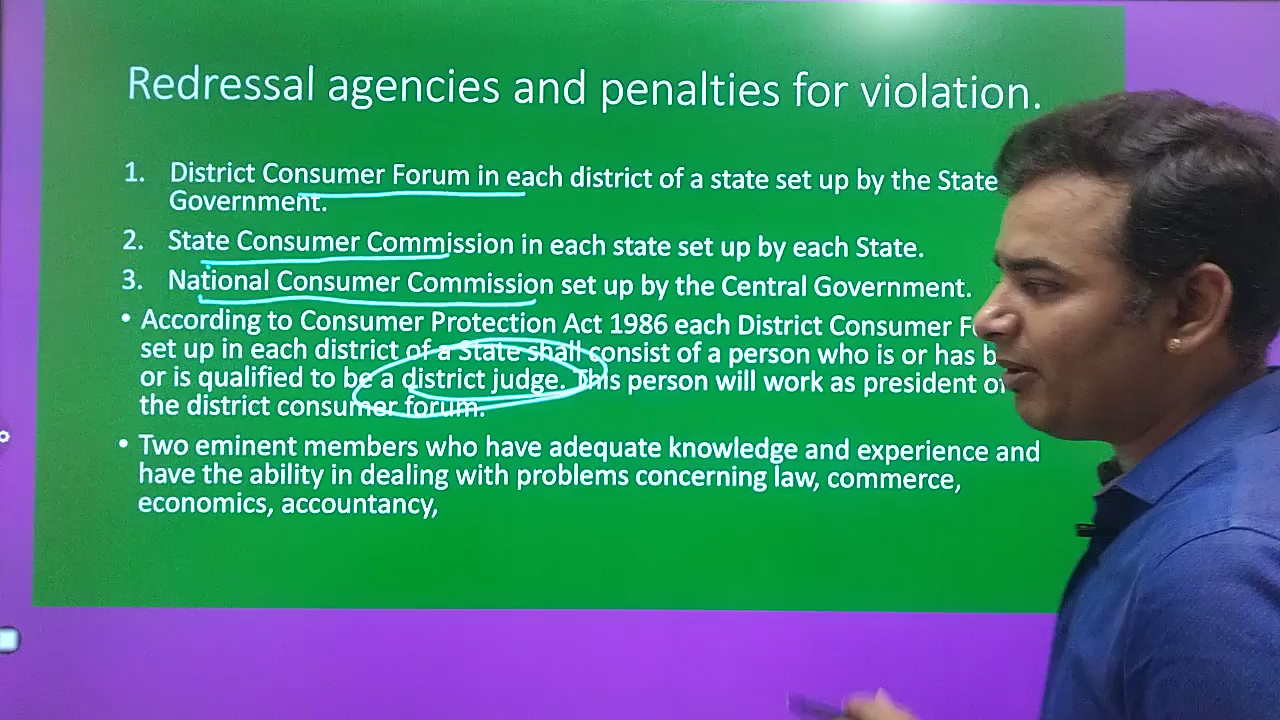 Redressal agencies and penalties for violation.
1. District Consumer Forum in each district of a state set up by the State
Government.
2. State Consumer Commission in each state set up by each State.
3. National Consumer Commission set up by the Central Government.
• According to Consumer Protection Act 1986 each District Consumer
set up in each district of a State shall consist of a person who is or has
or is qualified to be a district judge. This person will work as president of
the district consumer forum.
• Two eminent members who have adequate knowledge and experience and
have the ability in dealing with problems concerning law, commerce,
economics, accountancy,